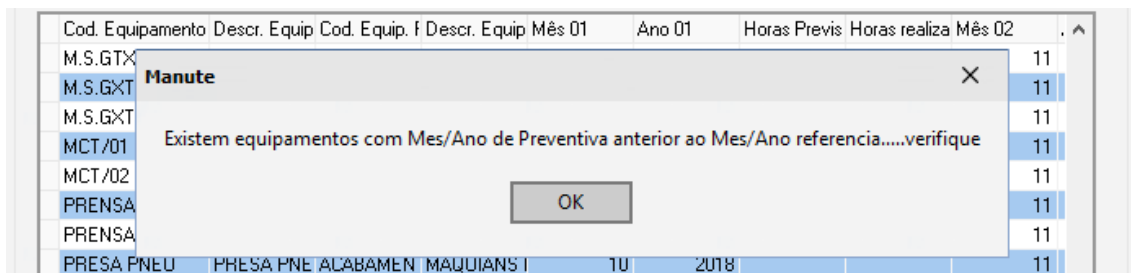 Cod. Equipamento Descr. Equip Cod. Equip. F Descr. Equip Mês 01 Ano 01 Horas Previs Horas realiza Mês 02 .
M.S.GTX 11
Manute
M.S.GXT 11
M.S.GXT 11
Existem equipamentos com Mes/Ano de Preventiva anterior ao Mes/Ano referencia.....verifique
MCT/01 11
MCT/02 11
PRENSA 11
OK
PRENSA 11
PRESA PNEU PRESA PNE ACABAMEN MAQUIANS 10 2018 11